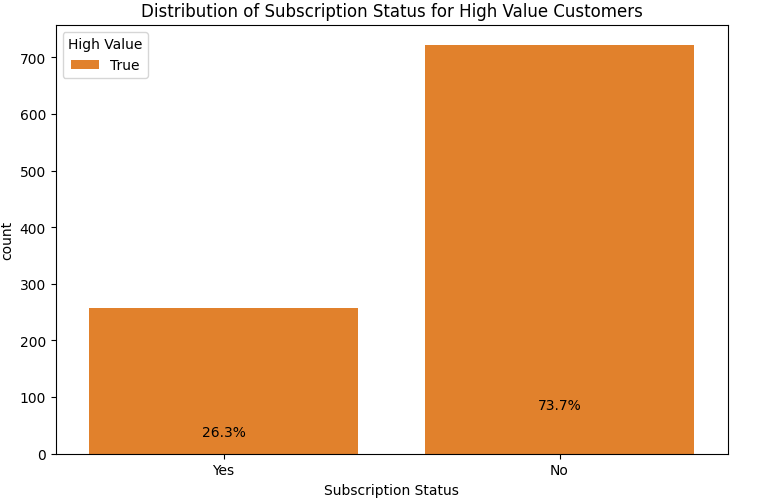 Distribution of Subscription Status for High Value Customers
High Value
True
700
600
500
400
300
200
100
0
count
26.3%
73.7%
Yes
No
Subscription Status